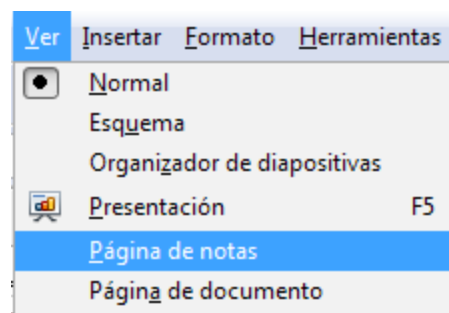 Ver Insertar Formato Herramientas
Normal
Esquema
Organizador de diapositivas
Presentación F5
Página de notas
Página de documento